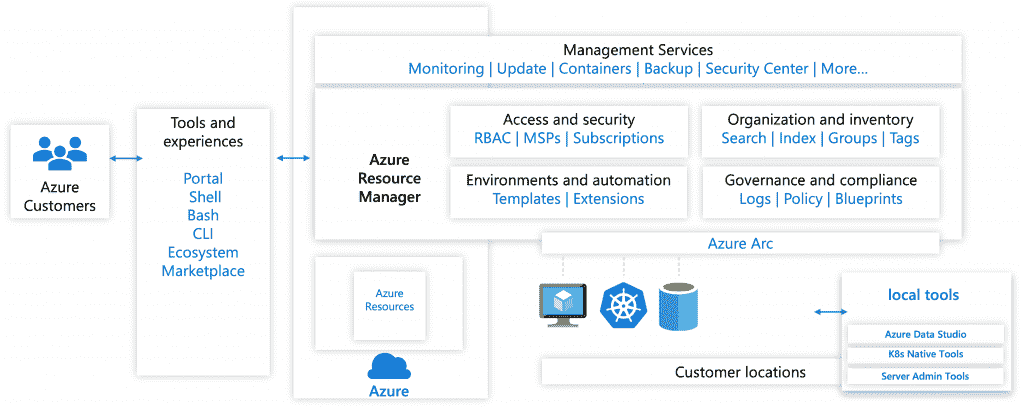 Management Services
Monitoring | Update | Containers | Backup | Security Center | More...
Tools and
experiences
Portal
Shell
Bash
CLI
Ecosystem
Marketplace
Azure
Customers
Azure
Resource
Manager
Access and security
RBAC | MSPs | Subscriptions
Organization and inventory
Search | Index | Groups | Tags
Environments and automation
Templates | Extensions
Governance and compliance
Logs | Policy | Blueprints
Azure Arc
Azure
Resources
Azure
Customer locations
local tools
Azure Data Studio
K8s Native Tools
Server Admin Tools